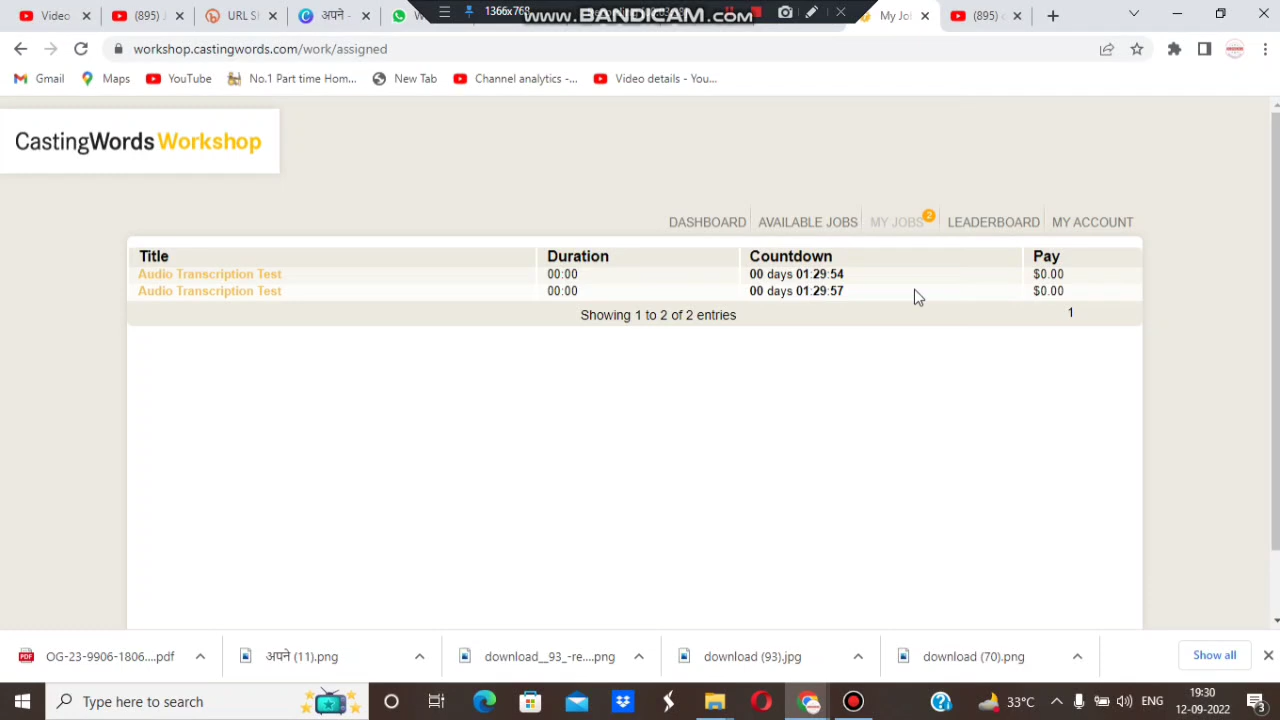 Video (895) URL S अपने - W 1366x768 www.BANDICAM.com My Jo (895)
workshop.castingwords.com/work/assigned
Gmail Maps YouTube No.1 Part time Hom... New Tab Channel analytics -... Video details - You...
CastingWords Workshop
DASHBOARD AVAILABLE JOBS MY JOBS 2 LEADERBOARD MY ACCOUNT
Title Duration Countdown Pay
Audio Transcription Test 00:00 00 days 01:29:54 $0.00
Audio Transcription Test 00:00 00 days 01:29:57 $0.00
Showing 1 to 2 of 2 entries 1
OG-23-9906-1806....pdf अपने (11).png download__93_-re....png download (93).jpg download (70).png Show all
Type here to search 33°C ENG 19:30
12-09-2022 3